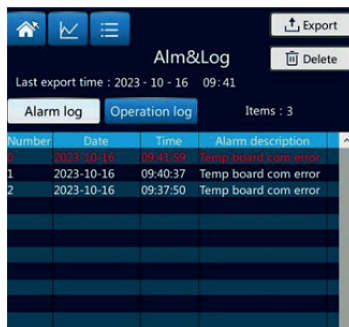 Export
Alm&Log
Delete
Last export time : 2023 - 10 - 16 09:41
Alarm log Operation log Items : 3
Number Date Time Alarm description
0 2023-10-16 09:41:59 Temp board com error
1 2023-10-16 09:40:37 Temp board com error
2 2023-10-16 09:37:50 Temp board com error